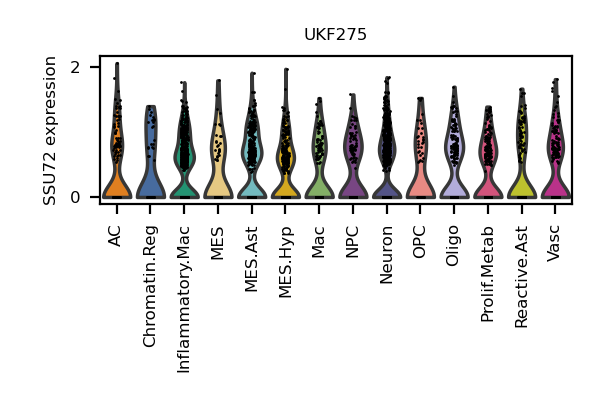 UKF275
SSU72 expression
2
0
AC
Chromatin.Reg
Inflammatory.Mac
MES
MES.Ast
MES.Hyp
Mac
NPC
Neuron
OPC
Oligo
Prolif.Metab
Reactive.Ast
Vasc